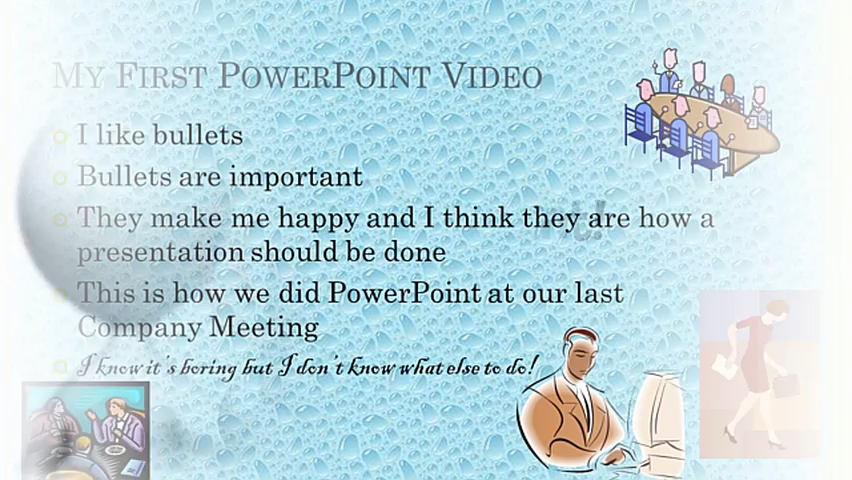 My First PowerPoint Video
I like bullets
Bullets are important
They make me happy and I think they are how a
presentation should be done
This is how we did PowerPoint at our last
Company Meeting
I know it's boring but I don't know what else to do!